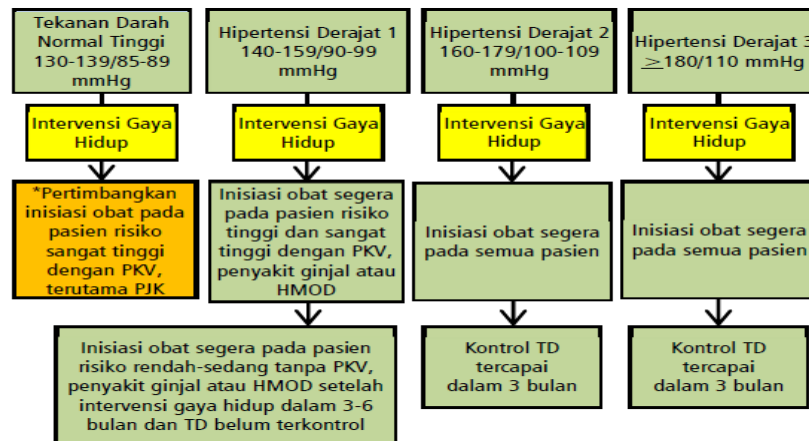 Tekanan Darah
Normal Tinggi
130-139/85-89
mmHg
Hipertensi Derajat 1
140-159/90-99
mmHg
Hipertensi Derajat 2
160-179/100-109
mmHg
Hipertensi Derajat 3
≥180/110 mmHg
Intervensi Gaya
Hidup
Intervensi Gaya
Hidup
Intervensi Gaya
Hidup
Intervensi Gaya
Hidup
*Pertimbangkan
inisiasi obat pada
pasien risiko
sangat tinggi
dengan PKV,
terutama PJK
Inisiasi obat segera
pada pasien risiko
tinggi dan sangat
tinggi dengan PKV,
penyakit ginjal atau
HMOD
Inisiasi obat segera
pada semua pasien
Inisiasi obat segera
pada semua pasien
Inisiasi obat segera pada pasien
risiko rendah-sedang tanpa PKV,
penyakit ginjal atau HMOD setelah
intervensi gaya hidup dalam 3-6
bulan dan TD belum terkontrol
Kontrol TD
tercapai
dalam 3 bulan
Kontrol TD
tercapai
dalam 3 bulan